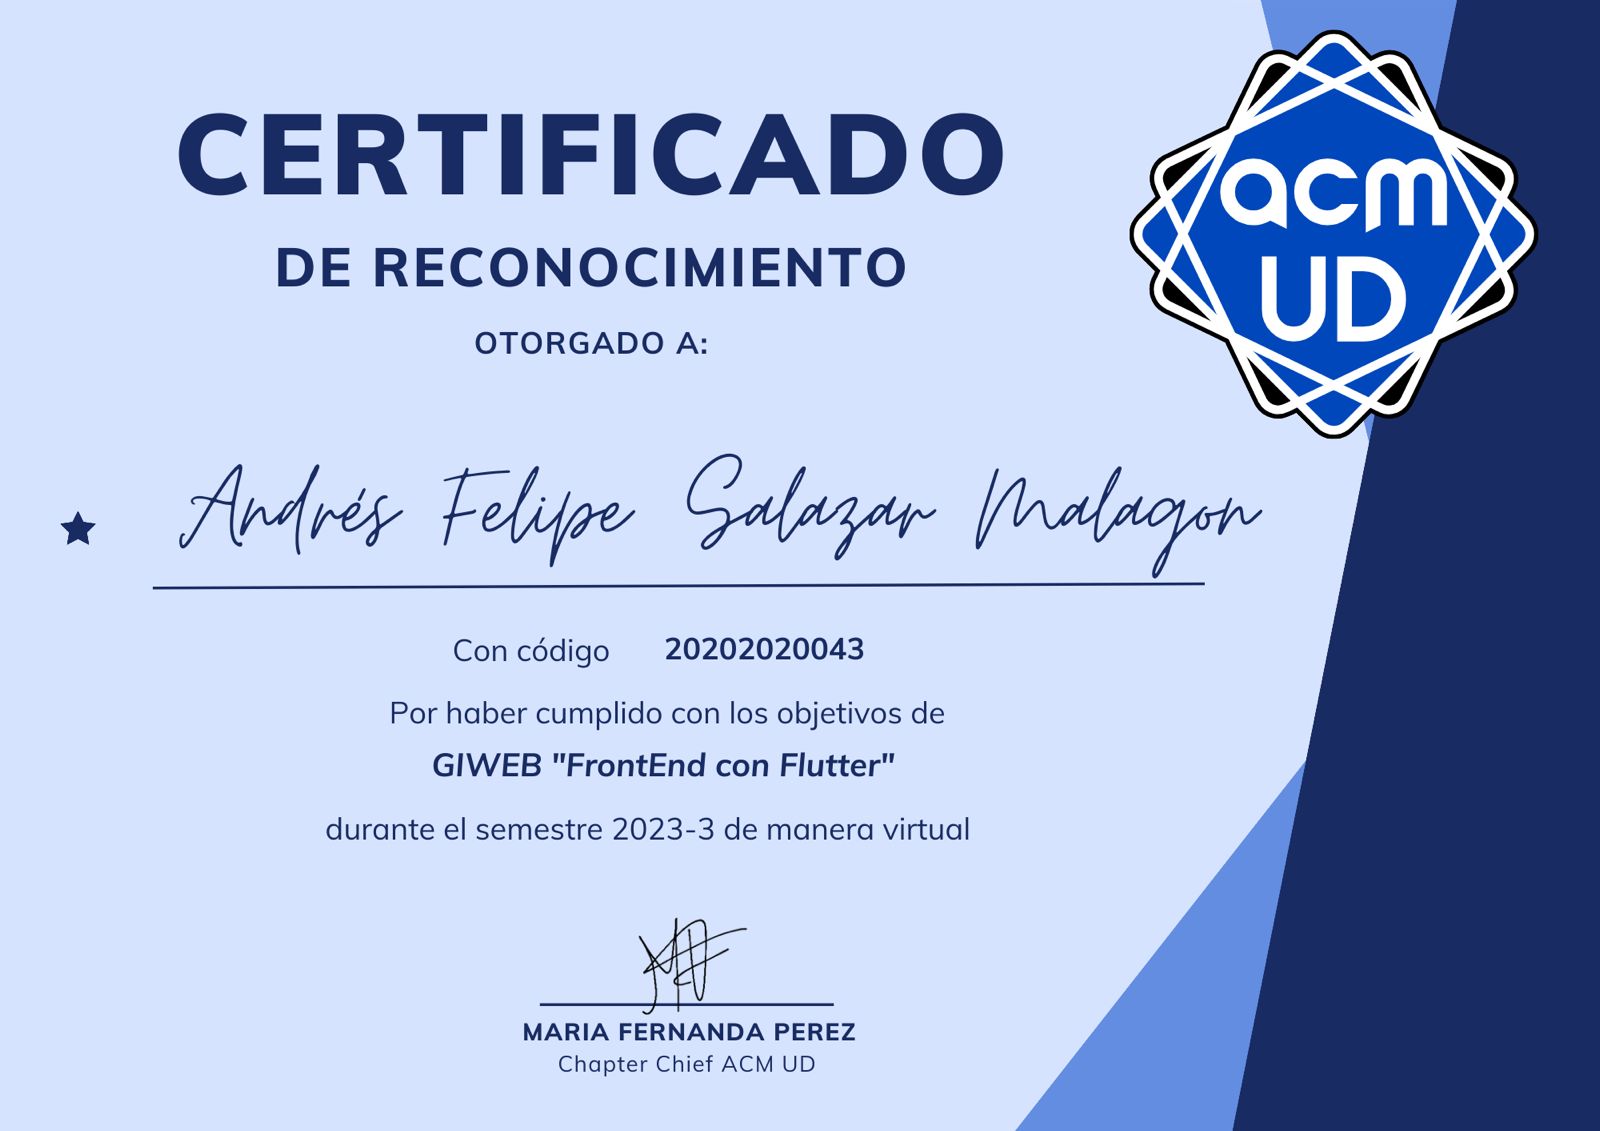 CERTIFICADO
DE RECONOCIMIENTO
OTORGADO A:
acm
UD
Andrés Felipe Salazar Malagon
Con código 20202020043
Por haber cumplido con los objetivos de
GIWEB "FrontEnd con Flutter"
durante el semestre 2023-3 de manera virtual
MARIA FERNANDA PEREZ
Chapter Chief ACM UD